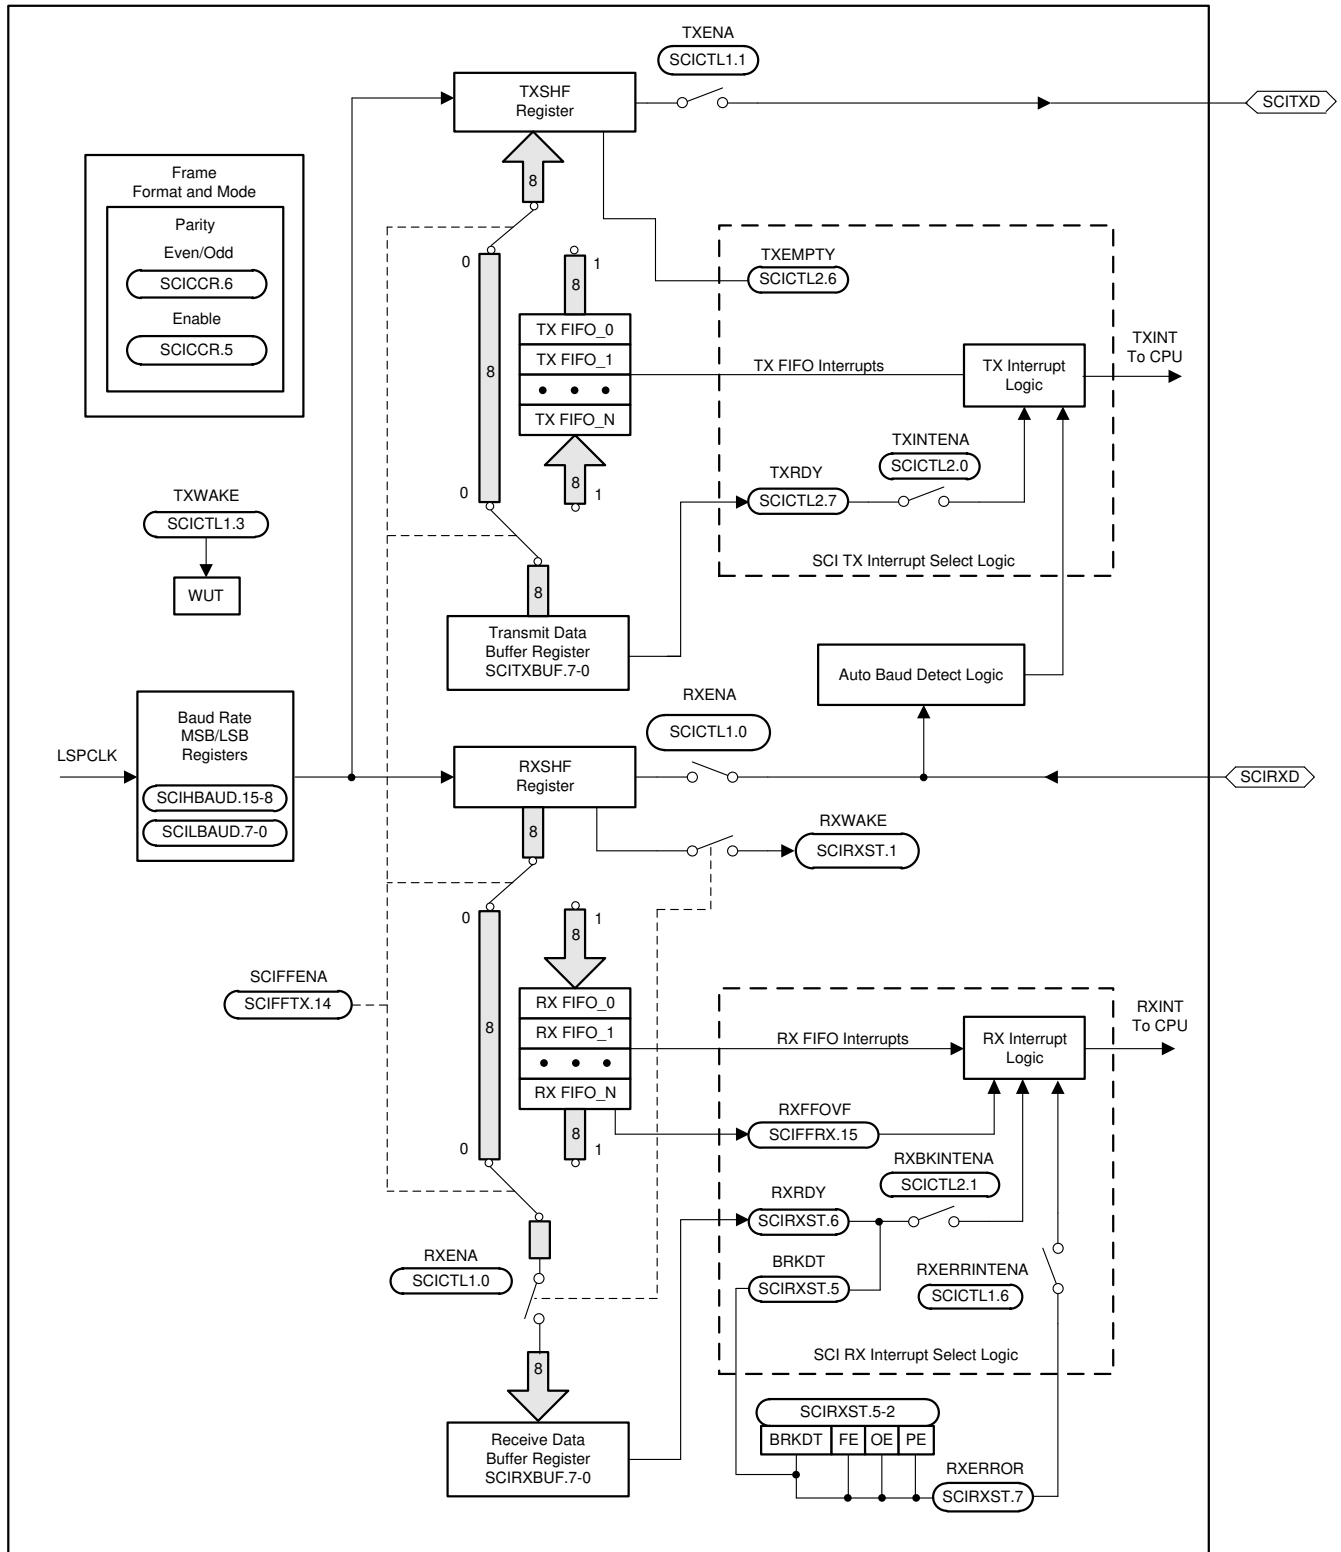 TXENA
SCICTL1.1
TXSHF
Register
SCITXD
Frame
Format and Mode
Parity
Even/Odd
SCICCR.6
Enable
SCICCR.5
8
0
1
8
8
TX FIFO_0
TX FIFO_1
TX FIFO_N
8
0
1
TXEMPTY
SCICTL2.6
TX FIFO Interrupts
TX Interrupt
Logic
TXINT
To CPU
TXINTENA
SCICTL2.0
TXRDY
SCICTL2.7
SCI TX Interrupt Select Logic
TXWAKE
SCICTL1.3
WUT
8
Transmit Data
Buffer Register
SCITXBUF.7-0
Auto Baud Detect Logic
RXENA
SCICTL1.0
LSPCLK
Baud Rate
MSB/LSB
Registers
SCIHBAUD.15-8
SCILBAUD.7-0
RXSHF
Register
SCIRXD
8
RXWAKE
SCIRXST.1
0
1
8
SCIFFENA
SCIFFTX.14
8
RX FIFO_0
RX FIFO_1
RX FIFO_N
8
0
1
RX FIFO Interrupts
RX Interrupt
Logic
RXINT
To CPU
RXFFOVF
SCIFFRX.15
RXBKINTENA
SCICTL2.1
RXRDY
SCIRXST.6
BRKDT
SCIRXST.5
RXERRINTENA
SCICTL1.6
SCI RX Interrupt Select Logic
RXENA
SCICTL1.0
8
Receive Data
Buffer Register
SCIRXBUF.7-0
SCIRXST.5-2
BRKDT FE OE PE
RXERROR
SCIRXST.7